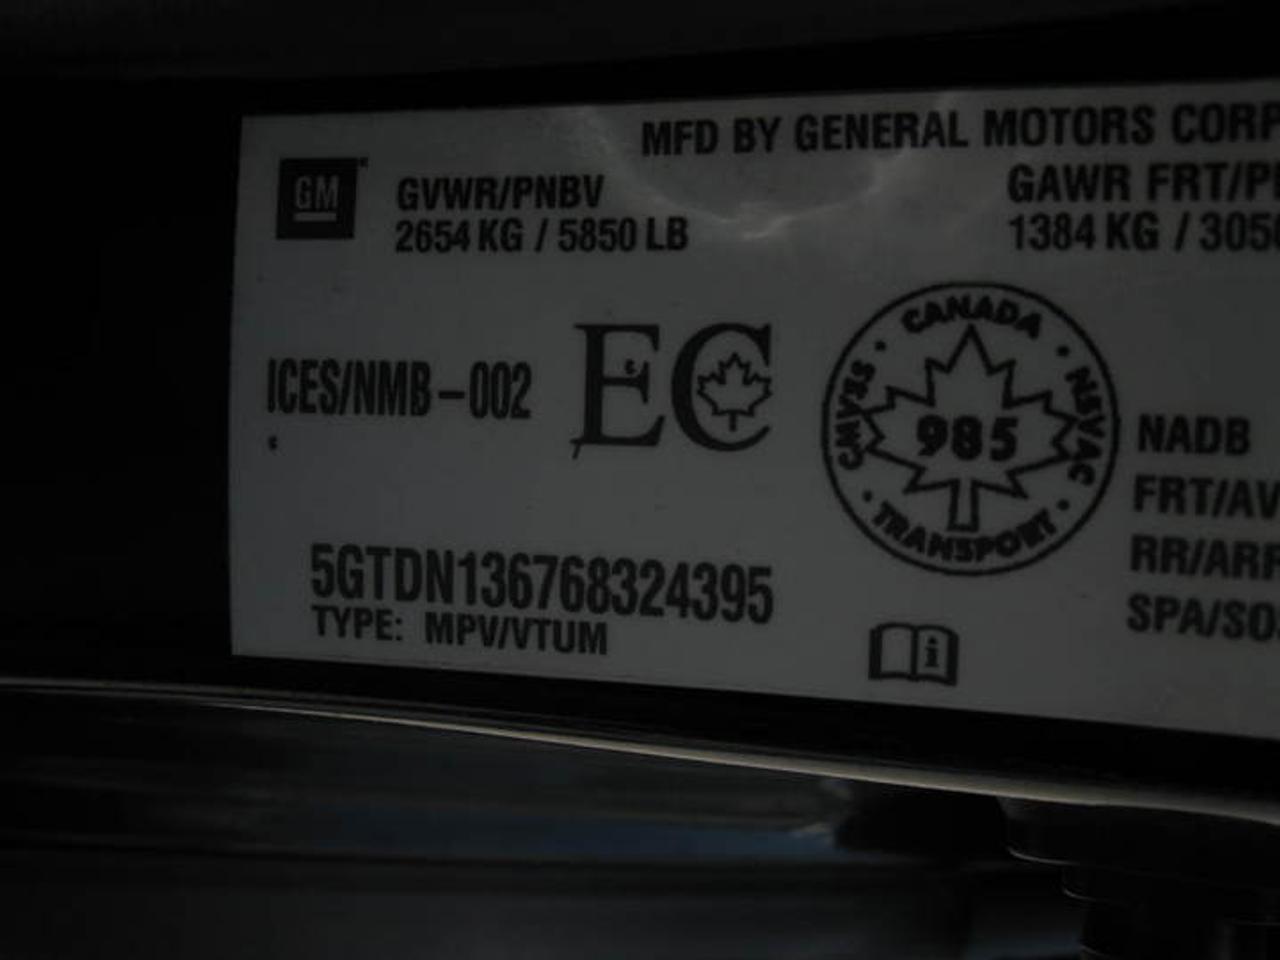 MFD BY GENERAL MOTORS CORP
GM
GVWR/PNBV
2654 KG / 5850 LB
GAWR FRT/P
1384 KG / 305
ICES/NMB-002
EC
CANADA
CMVSS
NSVAC
985
TRANSPORT
NADB
FRT/AV
RR/ARR
SPA/SO
5GTDN136768324395
TYPE: MPV/VTUM
i